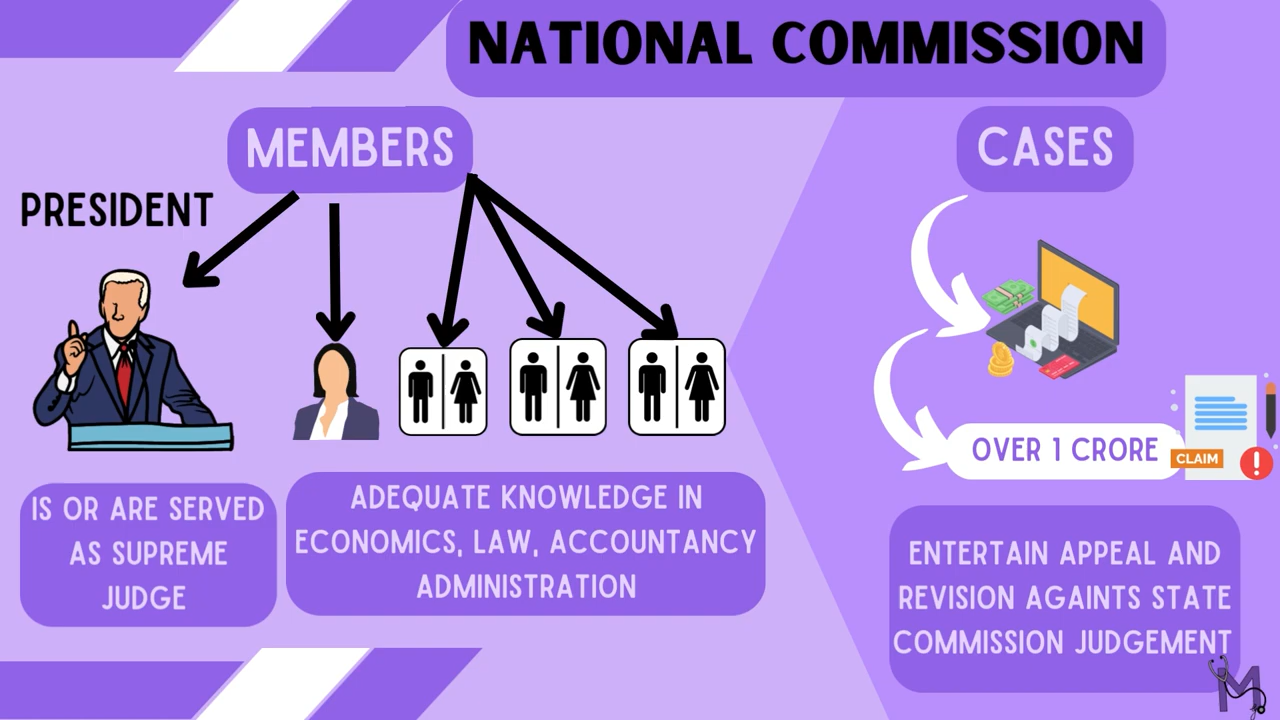 NATIONAL COMMISSION
MEMBERS
PRESIDENT
IS OR ARE SERVED
AS SUPREME
JUDGE
ADEQUATE KNOWLEDGE IN
ECONOMICS, LAW, ACCOUNTANCY
ADMINISTRATION
CASES
OVER 1 CRORE
CLAIM
!
ENTERTAIN APPEAL AND
REVISION AGAINTS STATE
COMMISSION JUDGEMENT
M